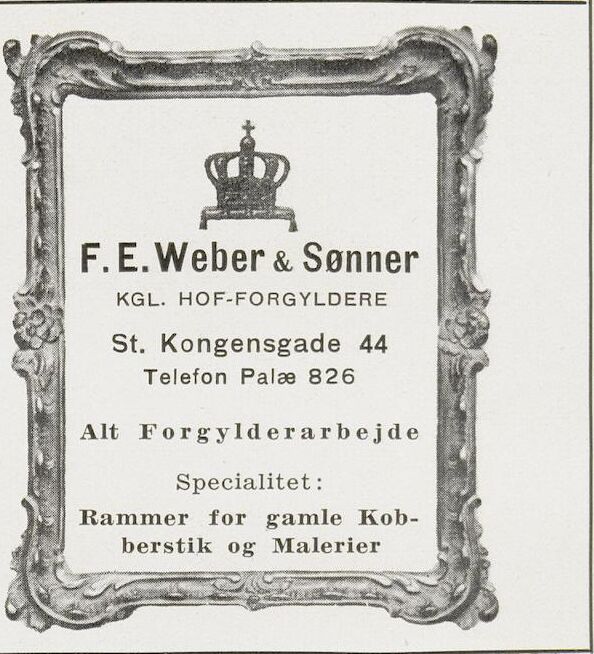 F. E. Weber & Sønner
KGL. HOF-FORGYLDERE
St. Kongensgade 44
Telefon Palæ 826
Alt Forgylderarbejde
Specialitet:
Rammer for gamle Kob-
berstik og Malerier